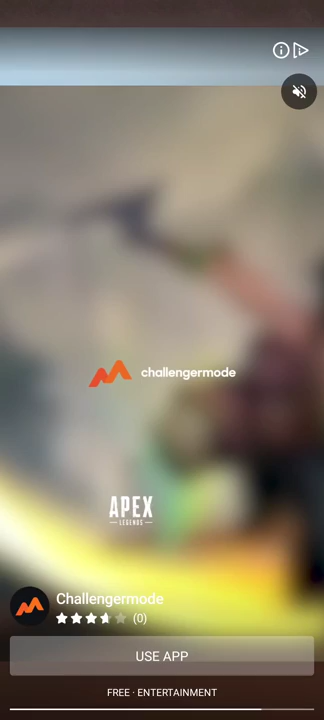 challengermode
APEX
LEGENDS
Challengermode
(0)
USE APP
FREE · ENTERTAINMENT